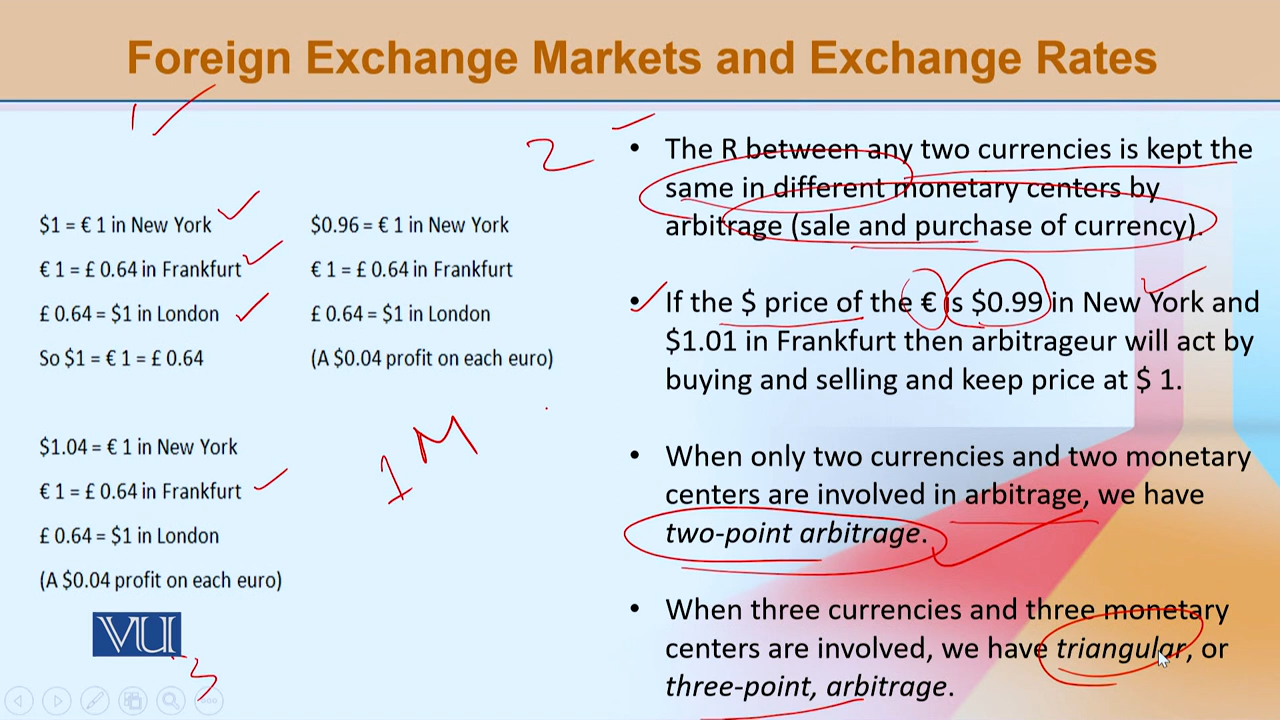 Foreign Exchange Markets and Exchange Rates
1
2
$1 = € 1 in New York
€ 1 = £ 0.64 in Frankfurt
£ 0.64 = $1 in London
So $1 = € 1 = £ 0.64
$0.96 = € 1 in New York
€ 1 = £ 0.64 in Frankfurt
£ 0.64 = $1 in London
(A $0.04 profit on each euro)
1 M
$1.04 = € 1 in New York
€ 1 = £ 0.64 in Frankfurt
£ 0.64 = $1 in London
(A $0.04 profit on each euro)
VU
3
• The R between any two currencies is kept the
same in different monetary centers by
arbitrage (sale and purchase of currency).
• If the $ price of the € is $0.99 in New York and
$1.01 in Frankfurt then arbitrageur will act by
buying and selling and keep price at $ 1.
• When only two currencies and two monetary
centers are involved in arbitrage, we have
two-point arbitrage.
• When three currencies and three monetary
centers are involved, we have triangular, or
three-point, arbitrage.